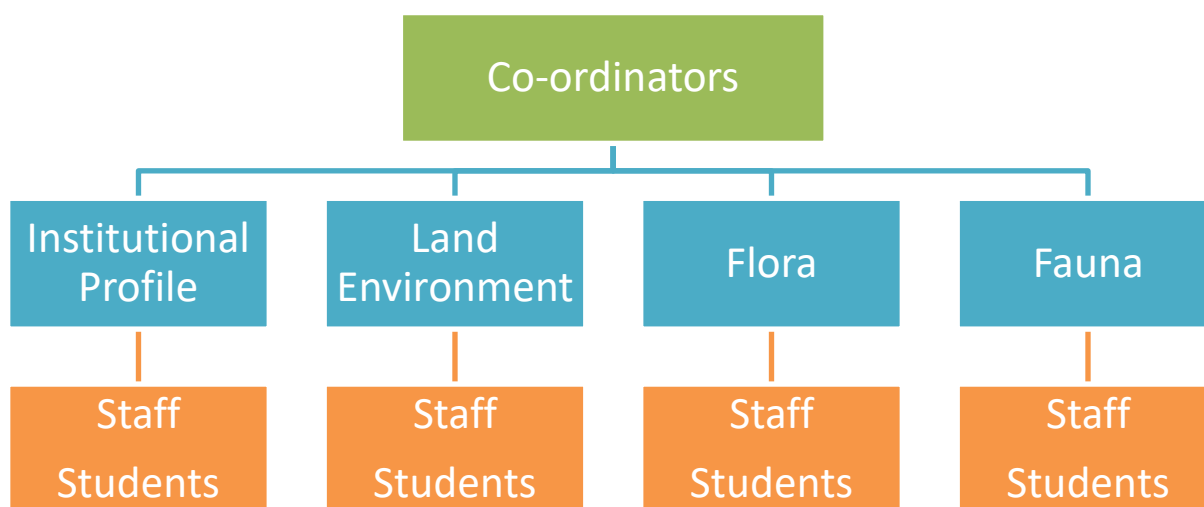 Co-ordinators
Institutional
Profile
Land
Environment
Flora
Fauna
Staff
Students
Staff
Students
Staff
Students
Staff
Students